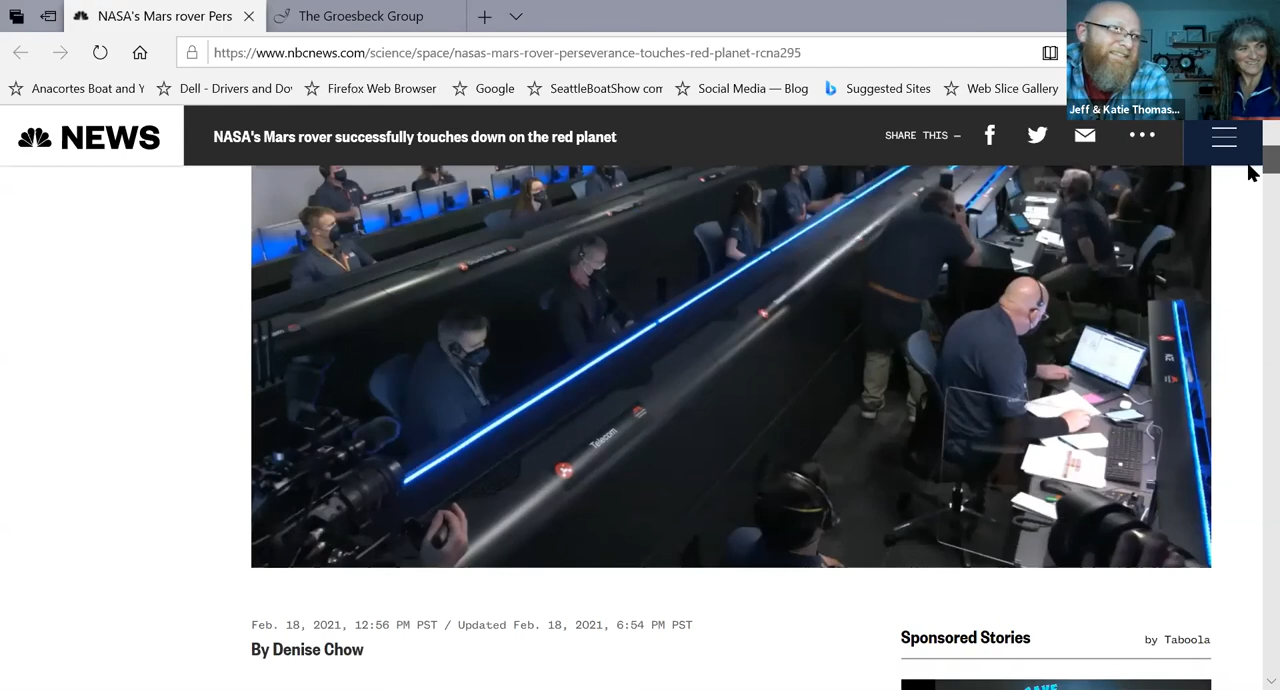 NASA's Mars rover Pers
The Groesbeck Group
https://www.nbcnews.com/science/space/nasas-mars-rover-perseverance-touches-red-planet-rcna295
Anacortes Boat and Y
Dell - Drivers and Do
Firefox Web Browser
Google
SeattleBoatShow com
Social Media — Blog
Suggested Sites
Web Slice Gallery
Jeff & Katie Thomas...
NEWS
NASA's Mars rover successfully touches down on the red planet
SHARE THIS —
Telecom
Feb. 18, 2021, 12:56 PM PST / Updated Feb. 18, 2021, 6:54 PM PST
By Denise Chow
Sponsored Stories
by Taboola